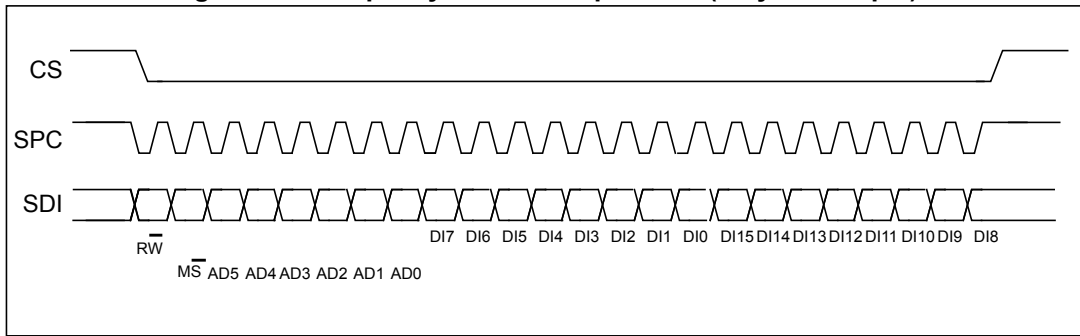 CS
SPC
SDI
DI7 DI6 DI5 DI4 DI3 DI2 DI1 DI0 DI15 DI14 DI13 DI12 DI11 DI10 DI9 DI8
RW̅
MS̅ AD5 AD4 AD3 AD2 AD1 AD0